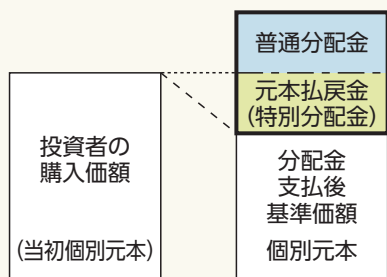 普通分配金
元本払戻金
(特別分配金)
投資者の
購入価額
(当初個別元本)
分配金
支払後
基準価額
個別元本